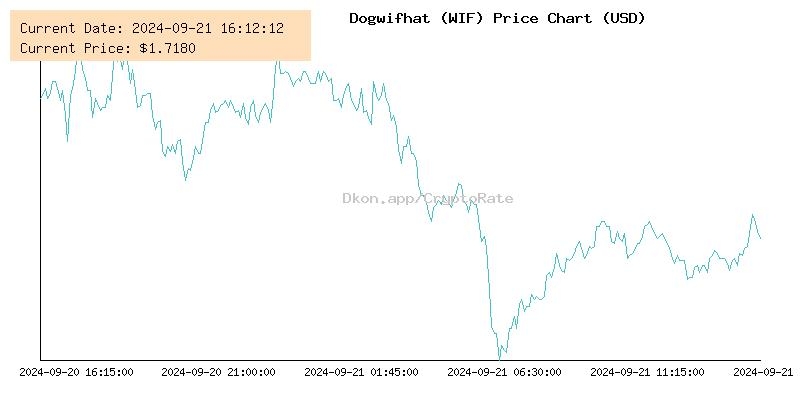 Dogwifhat (WIF) Price Chart (USD)
Current Date: 2024-09-21 16:12:12
Current Price: $1.7180
Dkon.app/CryptoRate
2024-09-20 16:15:00 2024-09-20 21:00:00 2024-09-21 01:45:00 2024-09-21 06:30:00 2024-09-21 11:15:00 2024-09-21